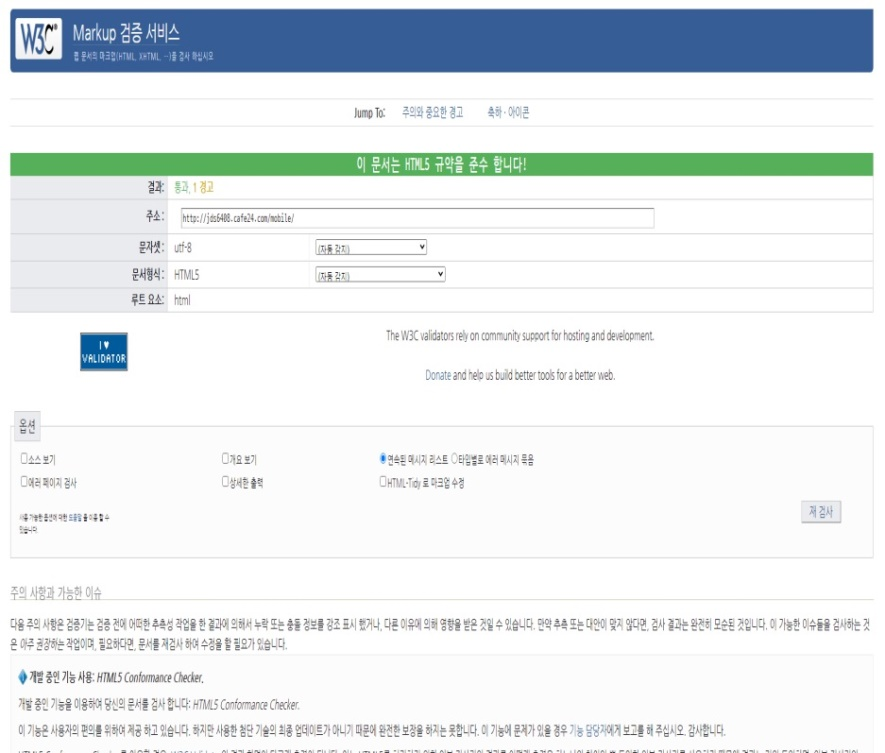 W3C®
Markup 검증 서비스
웹 문서의 마크업(HTML, XHTML, …)을 검사 하십시오
Jump To: 주의와 중요한 경고 축하 · 아이콘
이 문서는 HTML5 규약을 준수 합니다!
결과: 통과, 1 경고
주소: http://jds6408.cafe24.com/mobile/
문자셋: utf-8 (자동 감지)
문서형식: HTML5 (자동 감지)
루트 요소: html
I ♥ VALIDATOR
The W3C validators rely on community support for hosting and development.
Donate and help us build better tools for a better web.
옵션
소스 보기 개요 보기 연속된 메시지 리스트 타입별로 에러 메시지 묶음
에러 페이지 검사 상세한 출력 HTML-Tidy 로 마크업 수정
사용 가능한 옵션에 대한 도움말 을 이용 할 수
있습니다.
재 검사
주의 사항과 가능한 이슈
다음 주의 사항은 검증기는 검증 전에 어떠한 추측성 작업을 한 결과에 의해서 누락 또는 충돌 정보를 강조 표시 했거나, 다른 이유에 의해 영향을 받은 것일 수 있습니다. 만약 추측 또는 대안이 맞지 않다면, 검사 결과는 완전히 모순된 것입니다. 이 가능한 이슈들을 검사하는 것
은 아주 권장하는 작업이며, 필요하다면, 문서를 재검사 하여 수정을 할 필요가 있습니다.
개발 중인 기능 사용: HTML5 Conformance Checker.
개발 중인 기능을 이용하여 당신의 문서를 검사 합니다: HTML5 Conformance Checker.
이 기능은 사용자의 편의를 위하여 제공 하고 있습니다. 하지만 사용한 첨단 기술의 최종 업데이트가 아니기 때문에 완전한 보장을 하지는 못합니다. 이 기능에 문제가 있을 경우 기능 담당자에게 보고를 해 주십시오. 감사합니다.